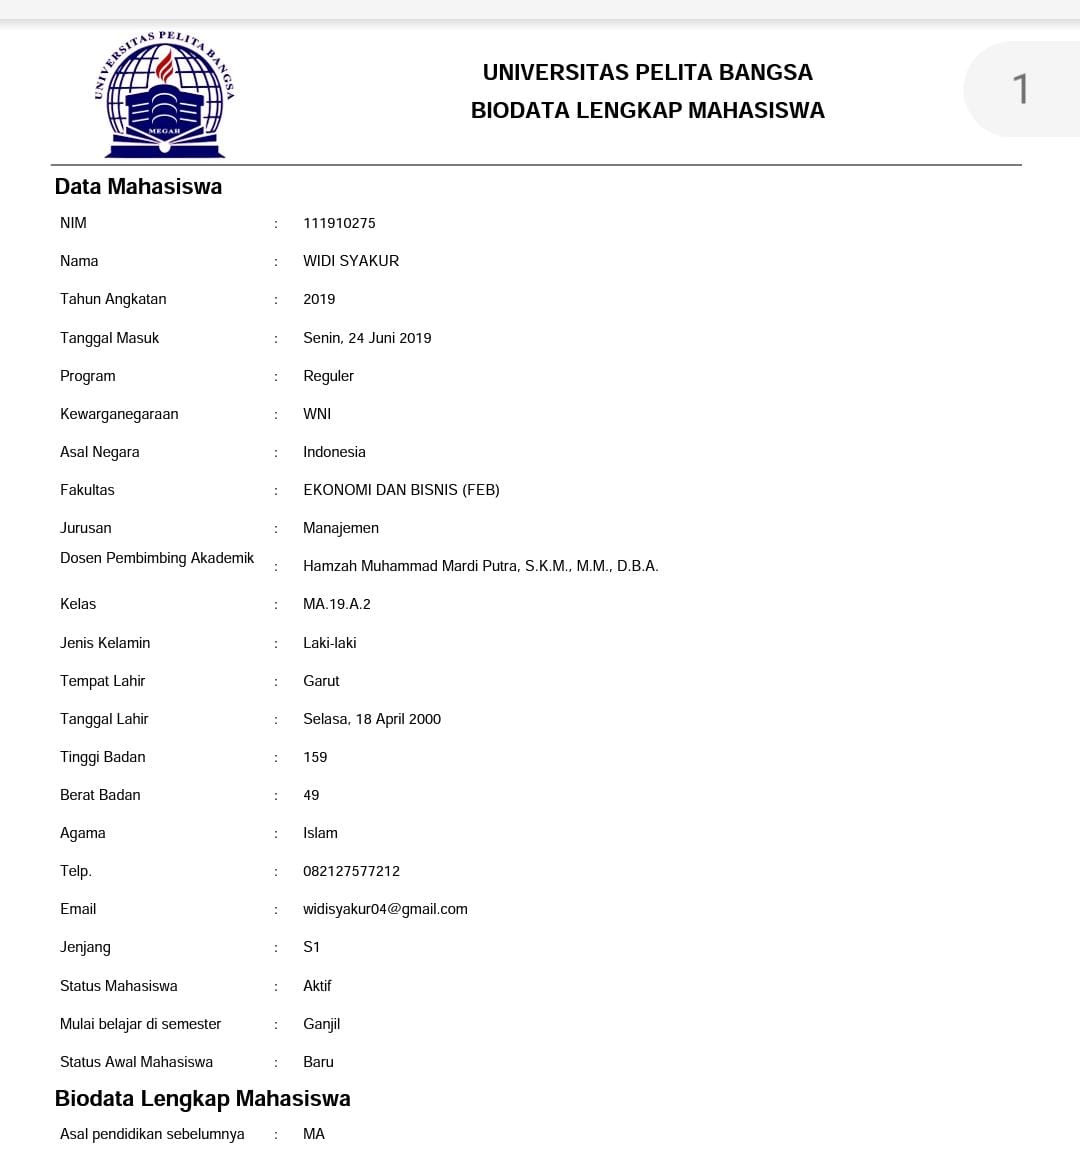 UNIVERSITAS PELITA BANGSA
MEGAH
UNIVERSITAS PELITA BANGSA
BIODATA LENGKAP MAHASISWA
1
Data Mahasiswa
NIM : 111910275
Nama : WIDI SYAKUR
Tahun Angkatan : 2019
Tanggal Masuk : Senin, 24 Juni 2019
Program : Reguler
Kewarganegaraan : WNI
Asal Negara : Indonesia
Fakultas : EKONOMI DAN BISNIS (FEB)
Jurusan : Manajemen
Dosen Pembimbing Akademik : Hamzah Muhammad Mardi Putra, S.K.M., M.M., D.B.A.
Kelas : MA.19.A.2
Jenis Kelamin : Laki-laki
Tempat Lahir : Garut
Tanggal Lahir : Selasa, 18 April 2000
Tinggi Badan : 159
Berat Badan : 49
Agama : Islam
Telp. : 082127577212
Email : widisyakur04@gmail.com
Jenjang : S1
Status Mahasiswa : Aktif
Mulai belajar di semester : Ganjil
Status Awal Mahasiswa : Baru
Biodata Lengkap Mahasiswa
Asal pendidikan sebelumnya : MA